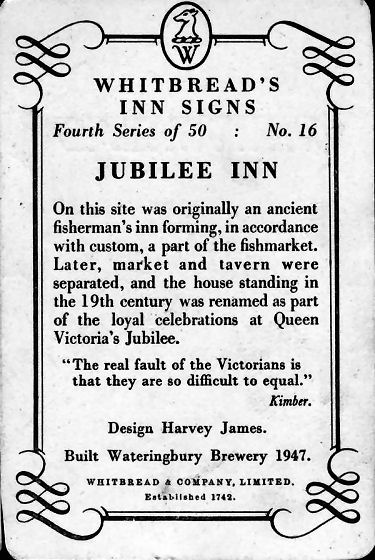 W
WHITBREAD'S
INN SIGNS
Fourth Series of 50 : No. 16
JUBILEE INN
On this site was originally an ancient
fisherman's inn forming, in accordance
with custom, a part of the fishmarket.
Later, market and tavern were
separated, and the house standing in
the 19th century was renamed as part
of the loyal celebrations at Queen
Victoria's Jubilee.
"The real fault of the Victorians is
that they are so difficult to equal."
Kimber.
Design Harvey James.
Built Wateringbury Brewery 1947.
WHITBREAD & COMPANY, LIMITED.
Established 1742.